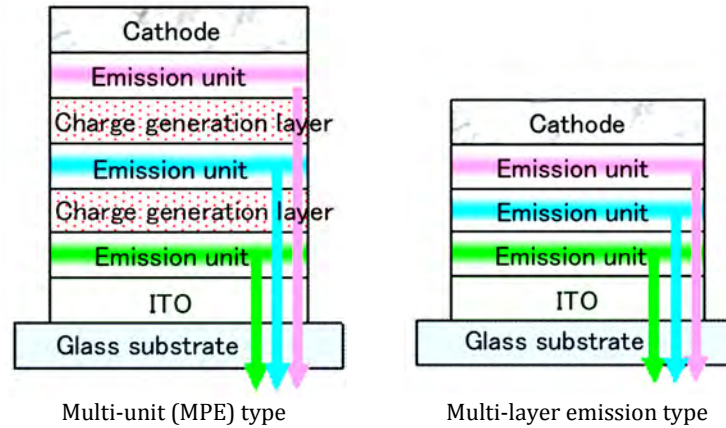 Cathode
Emission unit
Charge generation layer
Emission unit
Charge generation layer
Emission unit
ITO
Glass substrate
Multi-unit (MPE) type
Cathode
Emission unit
Emission unit
Emission unit
ITO
Glass substrate
Multi-layer emission type